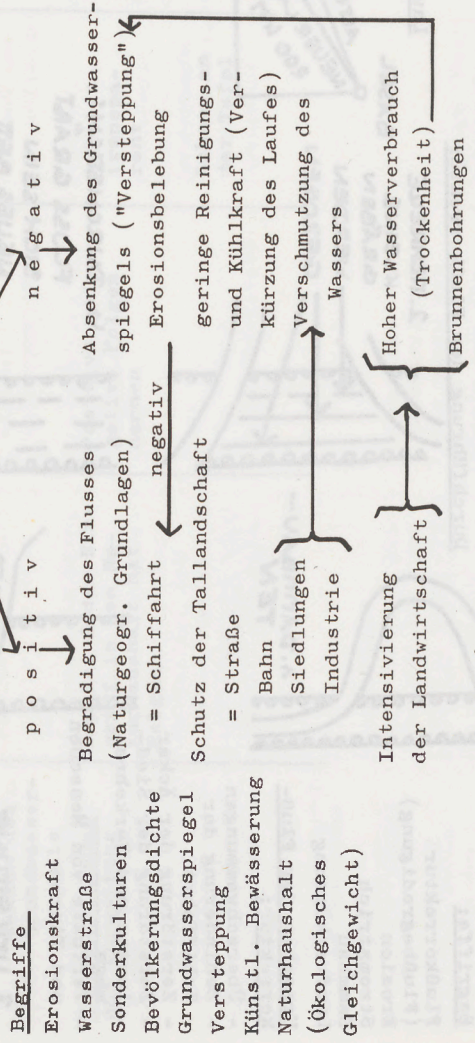 Begriffe
Erosionskraft
Wasserstraße
Sonderkulturen
Bevölkerungsdichte
Grundwasserspiegel
Versteppung
Künstl. Bewässerung
Naturhaushalt
(Ökologisches
Gleichgewicht)
positiv
Begradigung des Flusses
(Naturgeogr. Grundlagen)
= Schiffahrt
negativ
Schutz der Tallandschaft
= Straße
Bahn
Siedlungen
Industrie
Intensivierung
der Landwirtschaft
negativ
Absenkung des Grundwasser-
spiegels ("Versteppung")
Erosionsbelebung
geringe Reinigungs-
und Kühlkraft (Ver-
kürzung des Laufes)
Verschmutzung des
Wassers
Hoher Wasserverbrauch
(Trockenheit)
Brunnenbohrungen